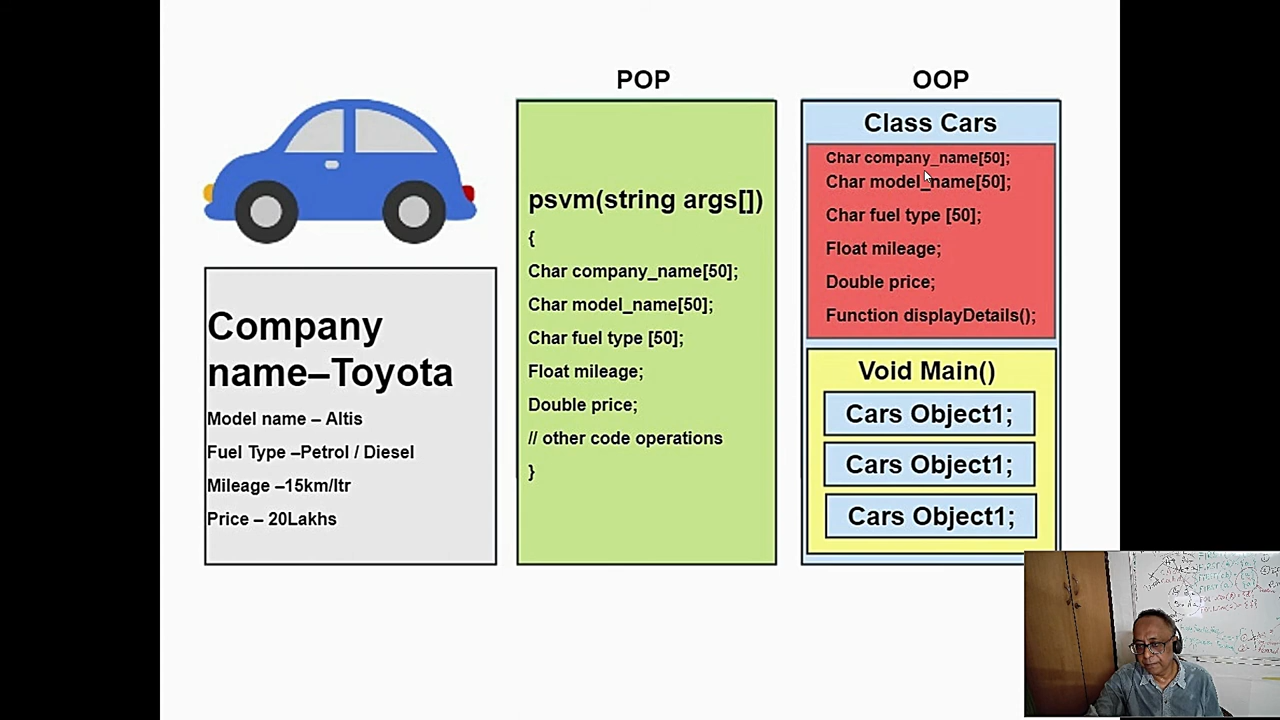 POP
OOP
Company
name–Toyota
Model name – Altis
Fuel Type –Petrol / Diesel
Mileage –15km/ltr
Price – 20Lakhs
psvm(string args[])
{
Char company_name[50];
Char model_name[50];
Char fuel type [50];
Float mileage;
Double price;
// other code operations
}
Class Cars
Char company_name[50];
Char model_name[50];
Char fuel type [50];
Float mileage;
Double price;
Function displayDetails();
Void Main()
Cars Object1;
Cars Object1;
Cars Object1;